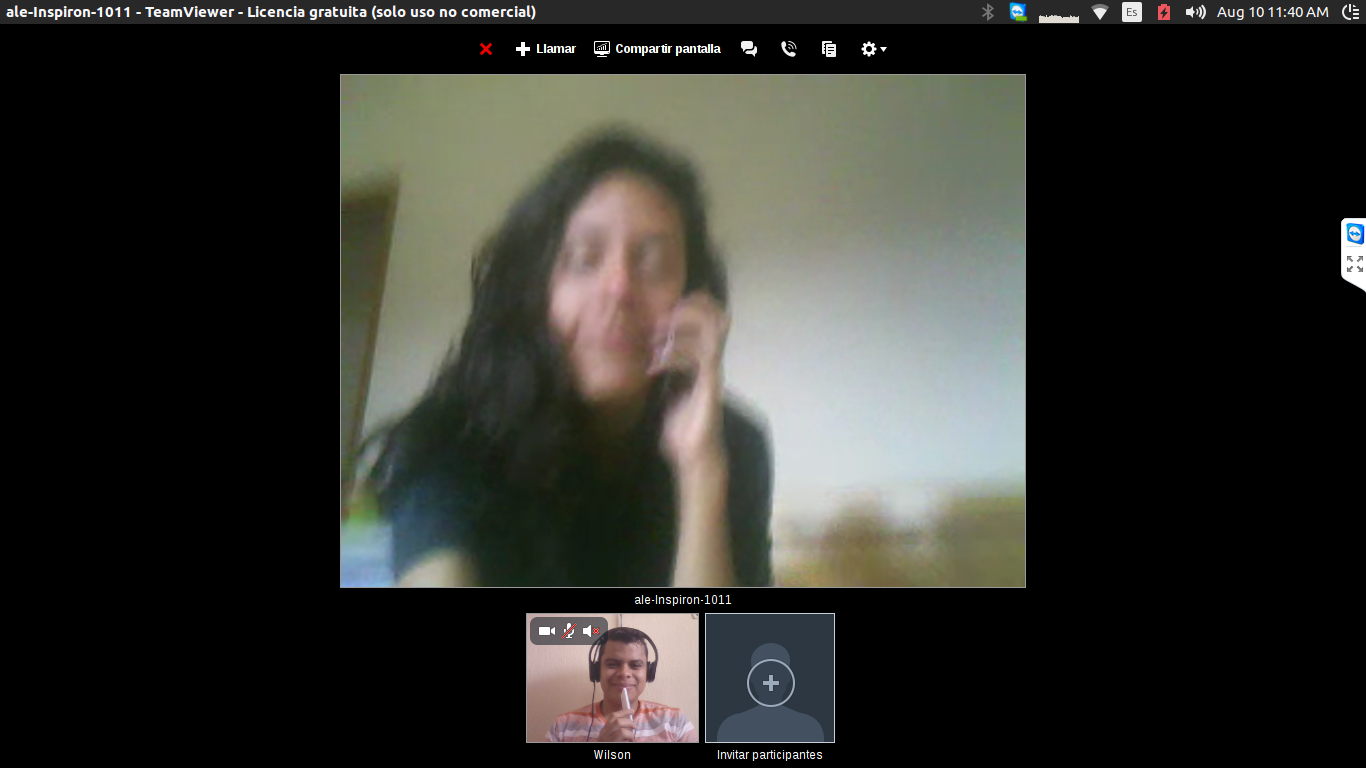 ale-Inspiron-1011 - TeamViewer - Licencia gratuita (solo uso no comercial)
Es
Aug 10 11:40 AM
Llamar
Compartir pantalla
ale-Inspiron-1011
Wilson
Invitar participantes